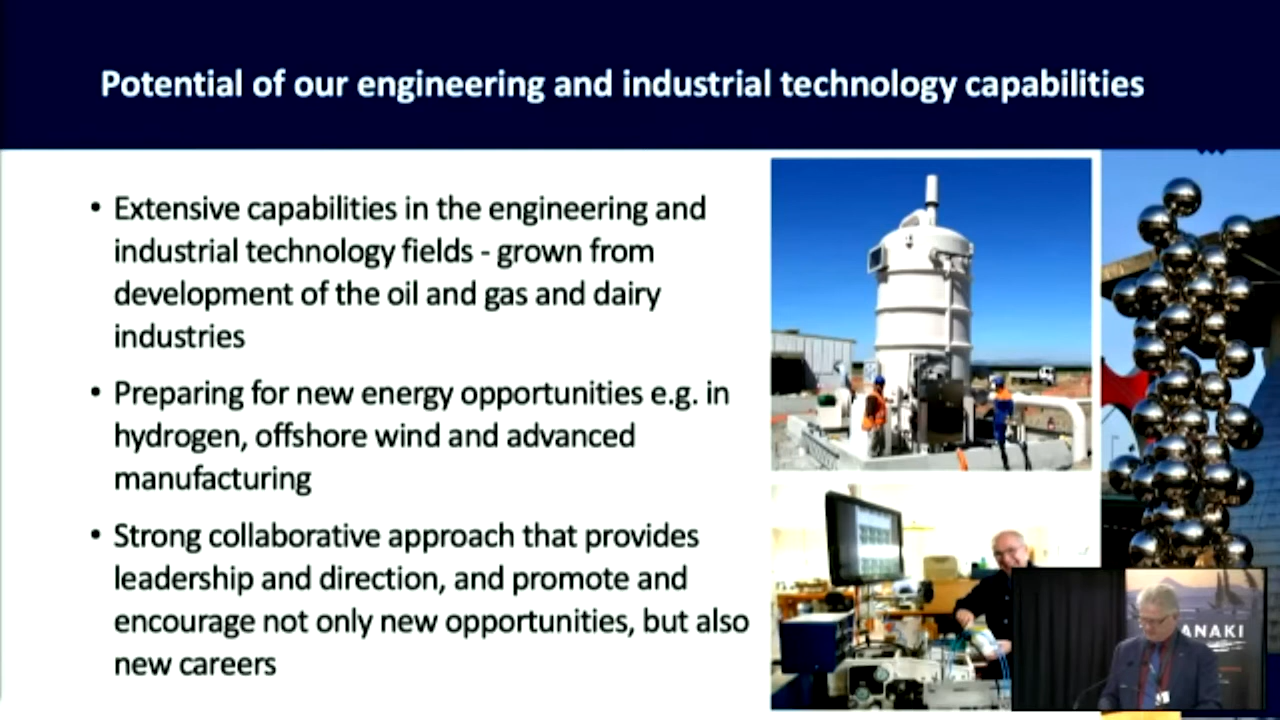 Potential of our engineering and industrial technology capabilities
• Extensive capabilities in the engineering and
industrial technology fields - grown from
development of the oil and gas and dairy
industries
• Preparing for new energy opportunities e.g. in
hydrogen, offshore wind and advanced
manufacturing
• Strong collaborative approach that provides
leadership and direction, and promote and
encourage not only new opportunities, but also
new careers
ANAKI